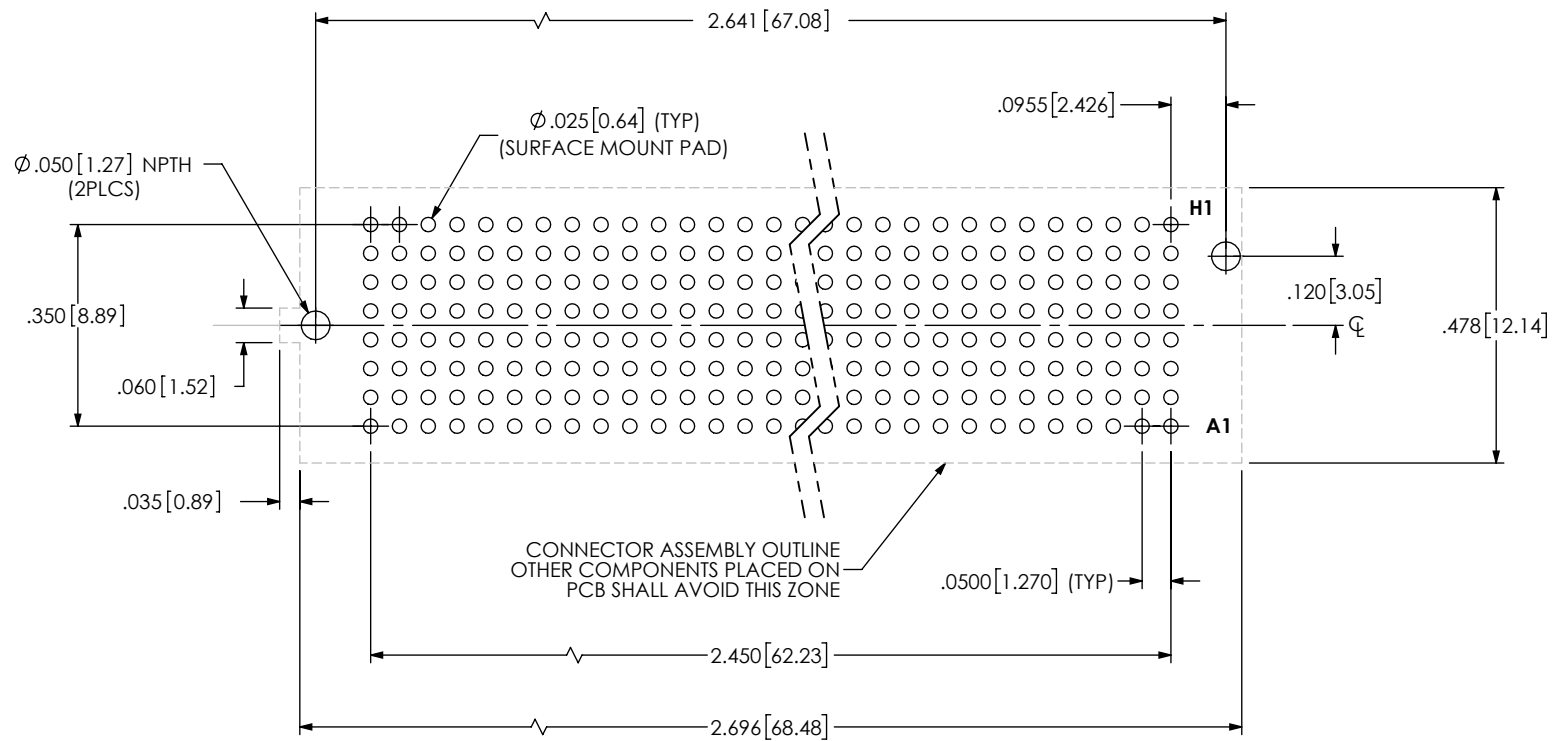 2.641[67.08]
.0955[2.426]
Ø.025[0.64] (TYP)
(SURFACE MOUNT PAD)
Ø.050[1.27] NPTH
(2PLCS)
H1
.120[3.05]
.350[8.89]
℄
.478[12.14]
.060[1.52]
A1
.035[0.89]
CONNECTOR ASSEMBLY OUTLINE
OTHER COMPONENTS PLACED ON
PCB SHALL AVOID THIS ZONE
.0500[1.270] (TYP)
2.450[62.23]
2.696[68.48]